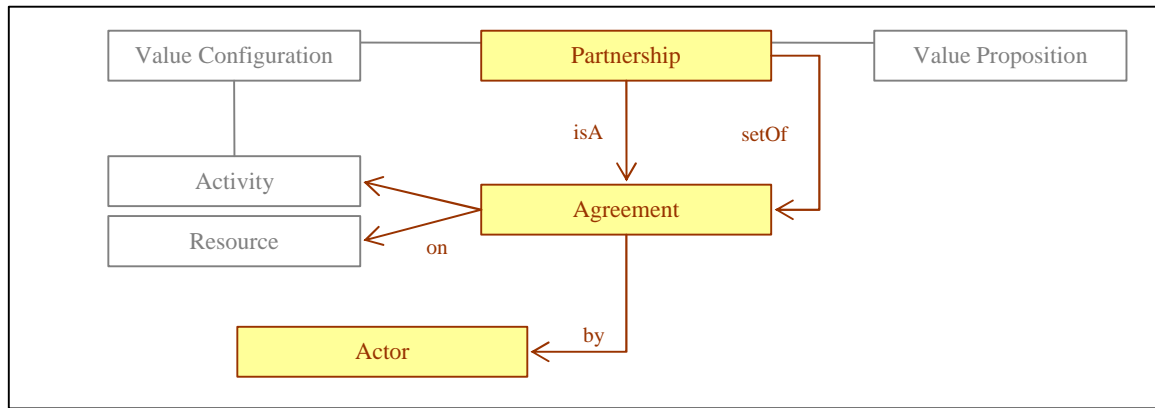 Value Configuration
Partnership
Value Proposition
isA
setOf
Activity
Agreement
Resource
on
by
Actor